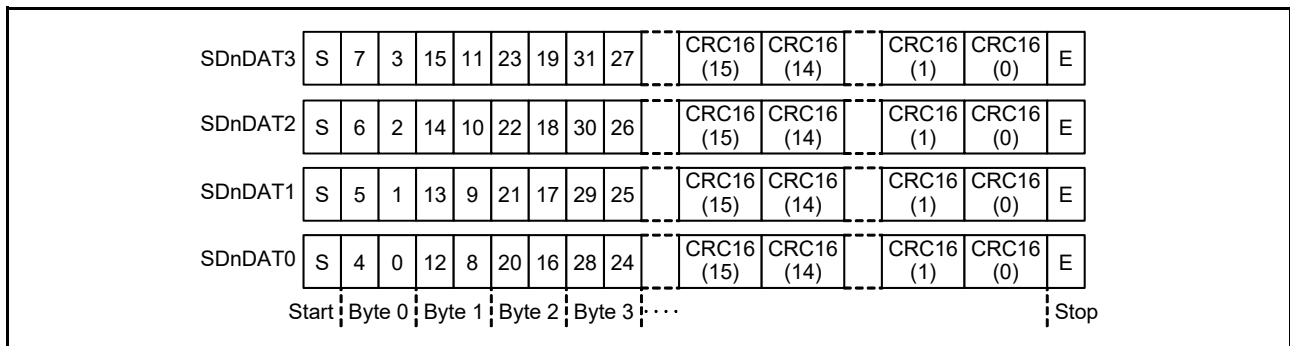 SDnDAT3 S 7 3 15 11 23 19 31 27 CRC16 (15) CRC16 (14) CRC16 (1) CRC16 (0) E
SDnDAT2 S 6 2 14 10 22 18 30 26 CRC16 (15) CRC16 (14) CRC16 (1) CRC16 (0) E
SDnDAT1 S 5 1 13 9 21 17 29 25 CRC16 (15) CRC16 (14) CRC16 (1) CRC16 (0) E
SDnDAT0 S 4 0 12 8 20 16 28 24 CRC16 (15) CRC16 (14) CRC16 (1) CRC16 (0) E
Start Byte 0 Byte 1 Byte 2 Byte 3 ···· Stop